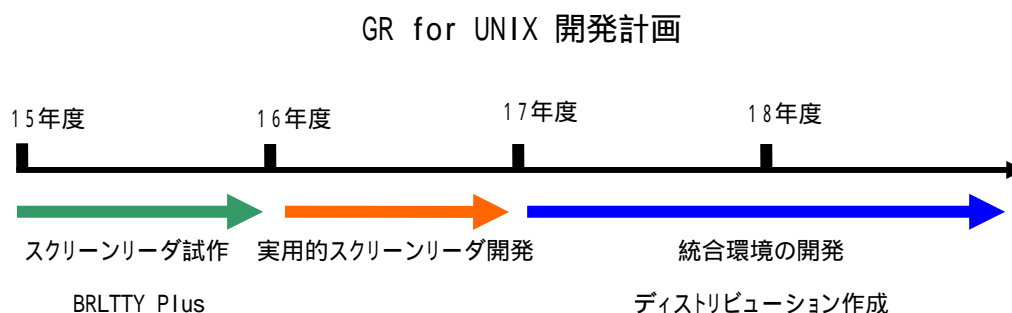 GR for UNIX 開発計画
15年度
16年度
17年度
18年度
スクリーンリーダ試作
実用的スクリーンリーダ開発
統合環境の開発
BRLTTY Plus
ディストリビューション作成